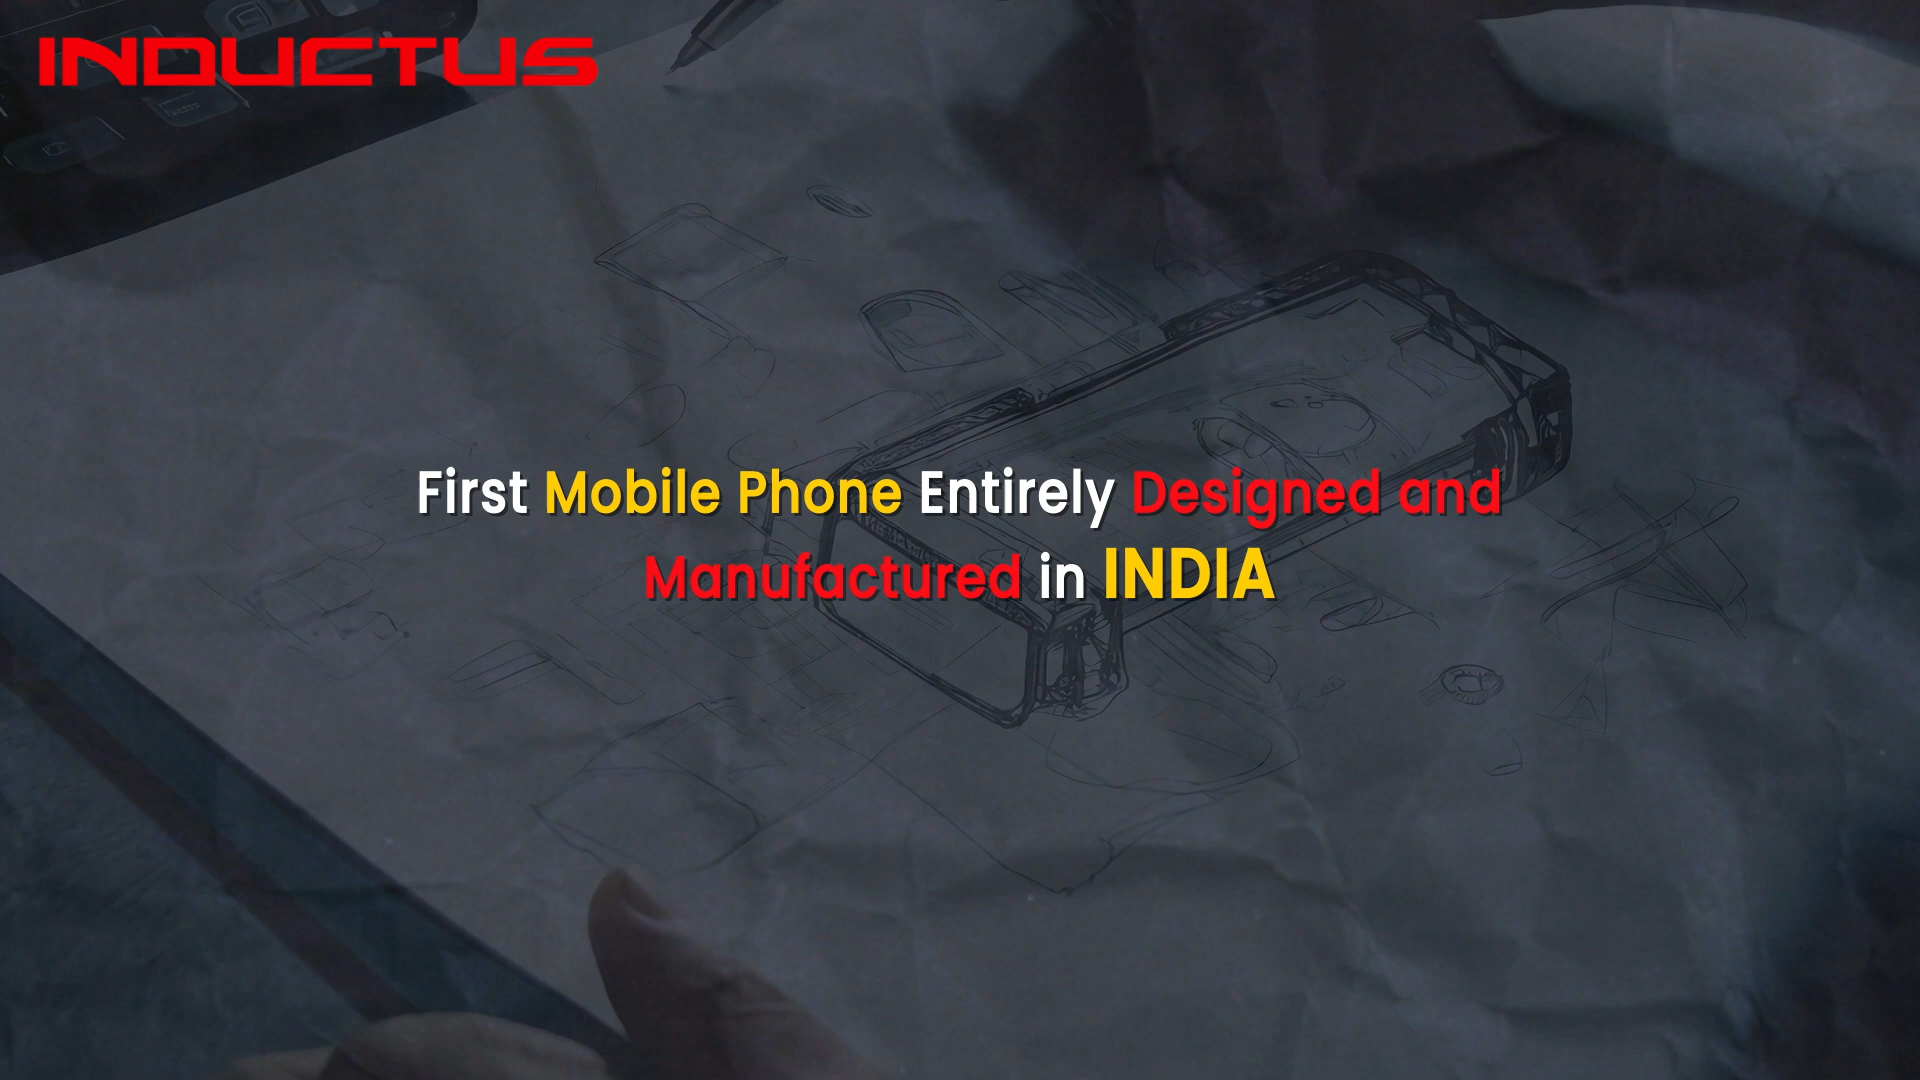 INDUCTUS
First Mobile Phone Entirely Designed and
Manufactured in INDIA